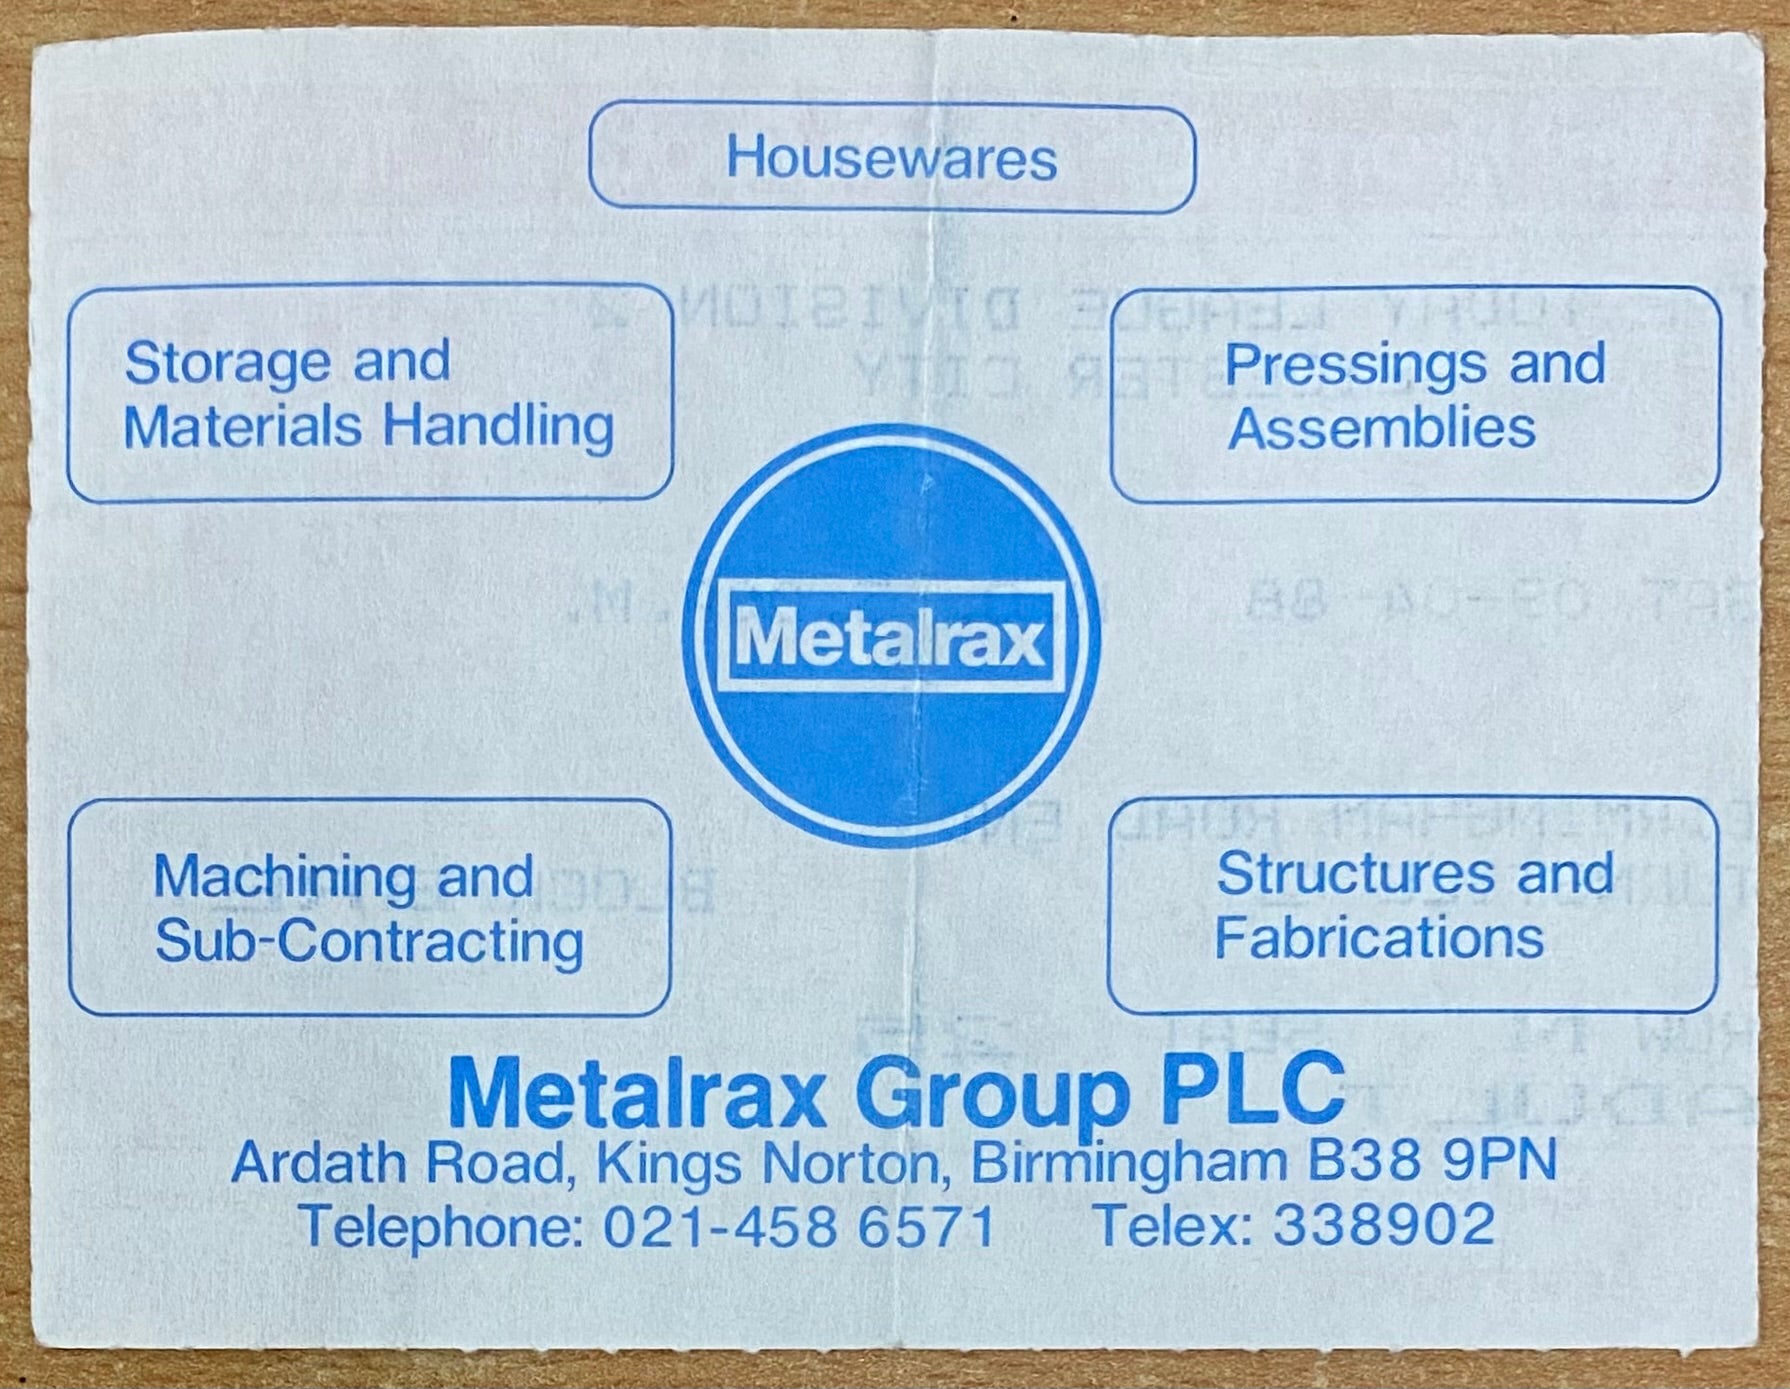 Housewares
Storage and
Materials Handling
Pressings and
Assemblies
Metalrax
Machining and
Sub-Contracting
Structures and
Fabrications
Metalrax Group PLC
Ardath Road, Kings Norton, Birmingham B38 9PN
Telephone: 021-458 6571 Telex: 338902